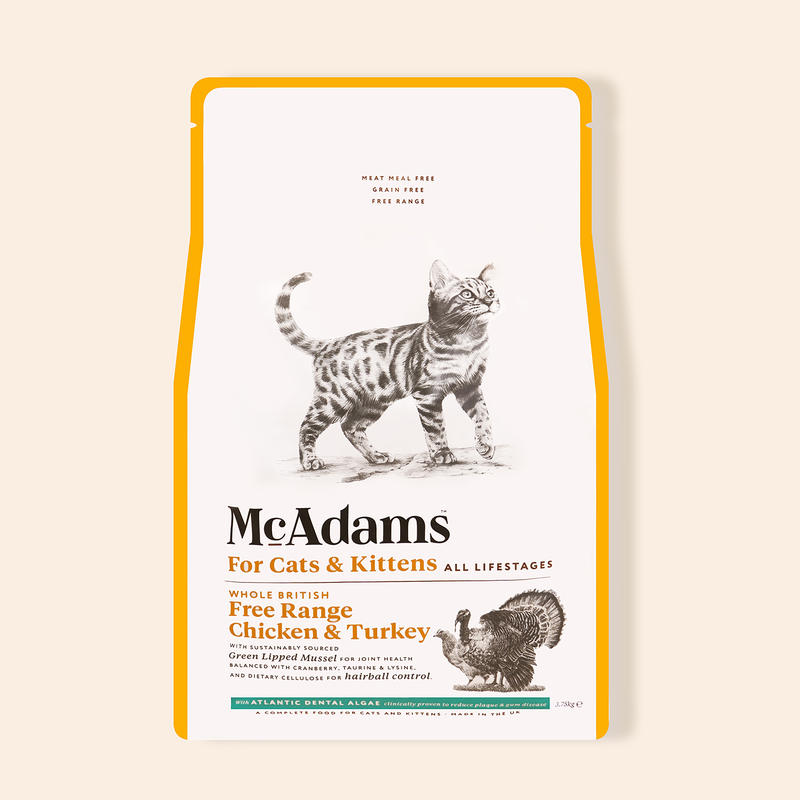 MEAT MEAL FREE
GRAIN FREE
FREE RANGE
McAdams™
For Cats & Kittens ALL LIFESTAGES
WHOLE BRITISH
Free Range
Chicken & Turkey
WITH SUSTAINABLY SOURCED
Green Lipped Mussel FOR JOINT HEALTH
BALANCED WITH CRANBERRY, TAURINE & LYSINE,
AND DIETARY CELLULOSE FOR hairball control.
With ATLANTIC DENTAL ALGAE clinically proven to reduce plaque & gum disease 3.75kg ℮
A COMPLETE FOOD FOR CATS AND KITTENS · MADE IN THE UK